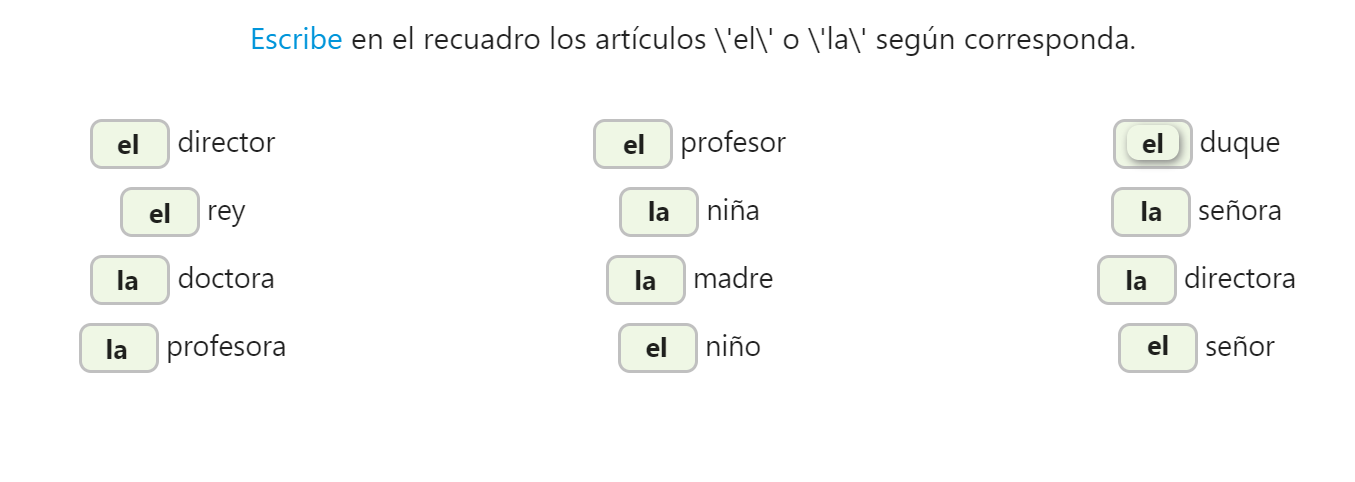 Escribe en el recuadro los artículos \'el\' o \'la\' según corresponda.
el director el profesor el duque
el rey la niña la señora
la doctora la madre la directora
la profesora el niño el señor